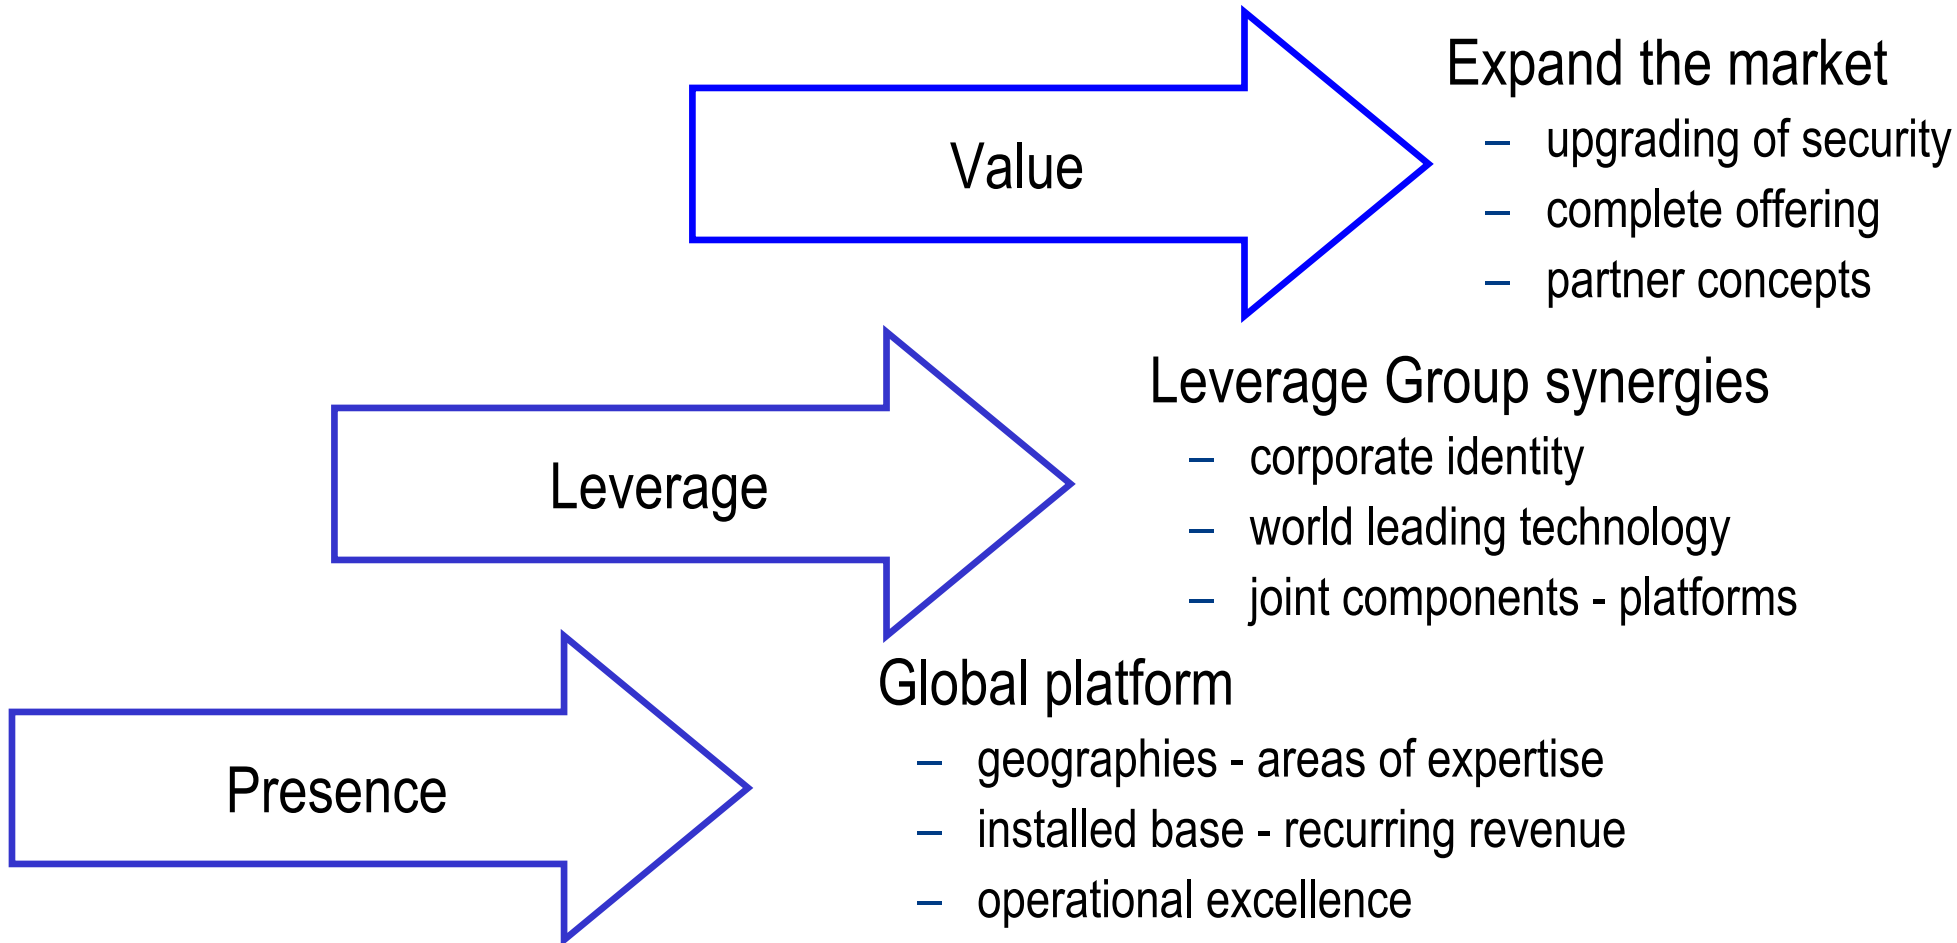 Value
Expand the market
– upgrading of security
– complete offering
– partner concepts
Leverage
Leverage Group synergies
– corporate identity
– world leading technology
– joint components - platforms
Presence
Global platform
– geographies - areas of expertise
– installed base - recurring revenue
– operational excellence